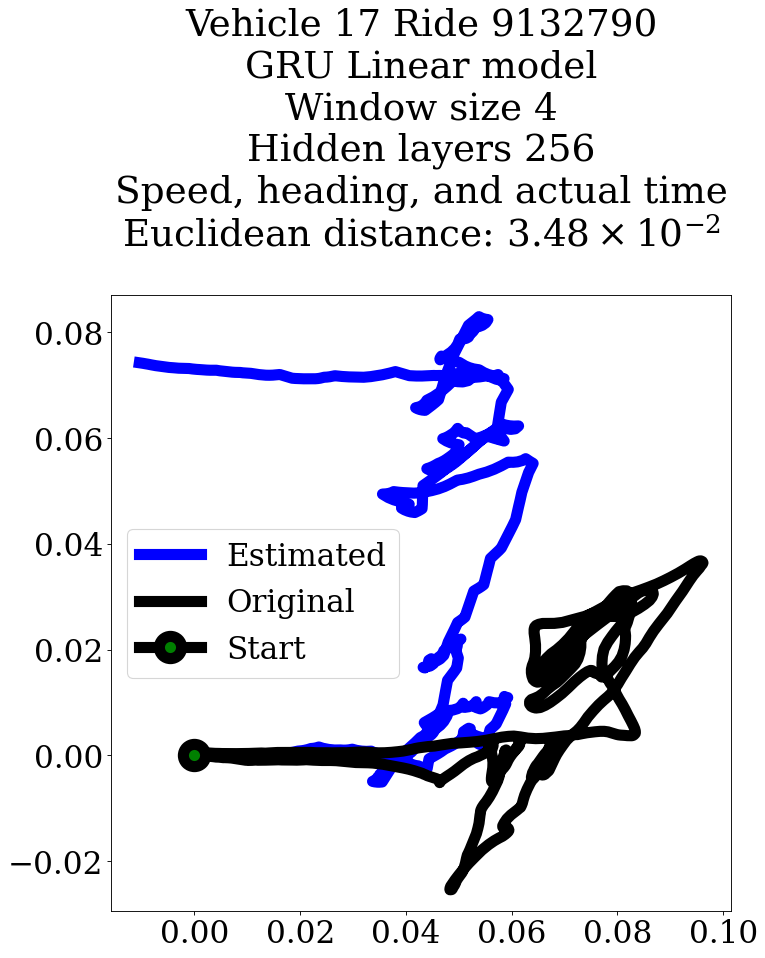 Vehicle 17 Ride 9132790
GRU Linear model
Window size 4
Hidden layers 256
Speed, heading, and actual time
Euclidean distance: 3.48 × 10⁻²
0.08
0.06
0.04
0.02
0.00
−0.02
Estimated
Original
Start
0.00 0.02 0.04 0.06 0.08 0.10